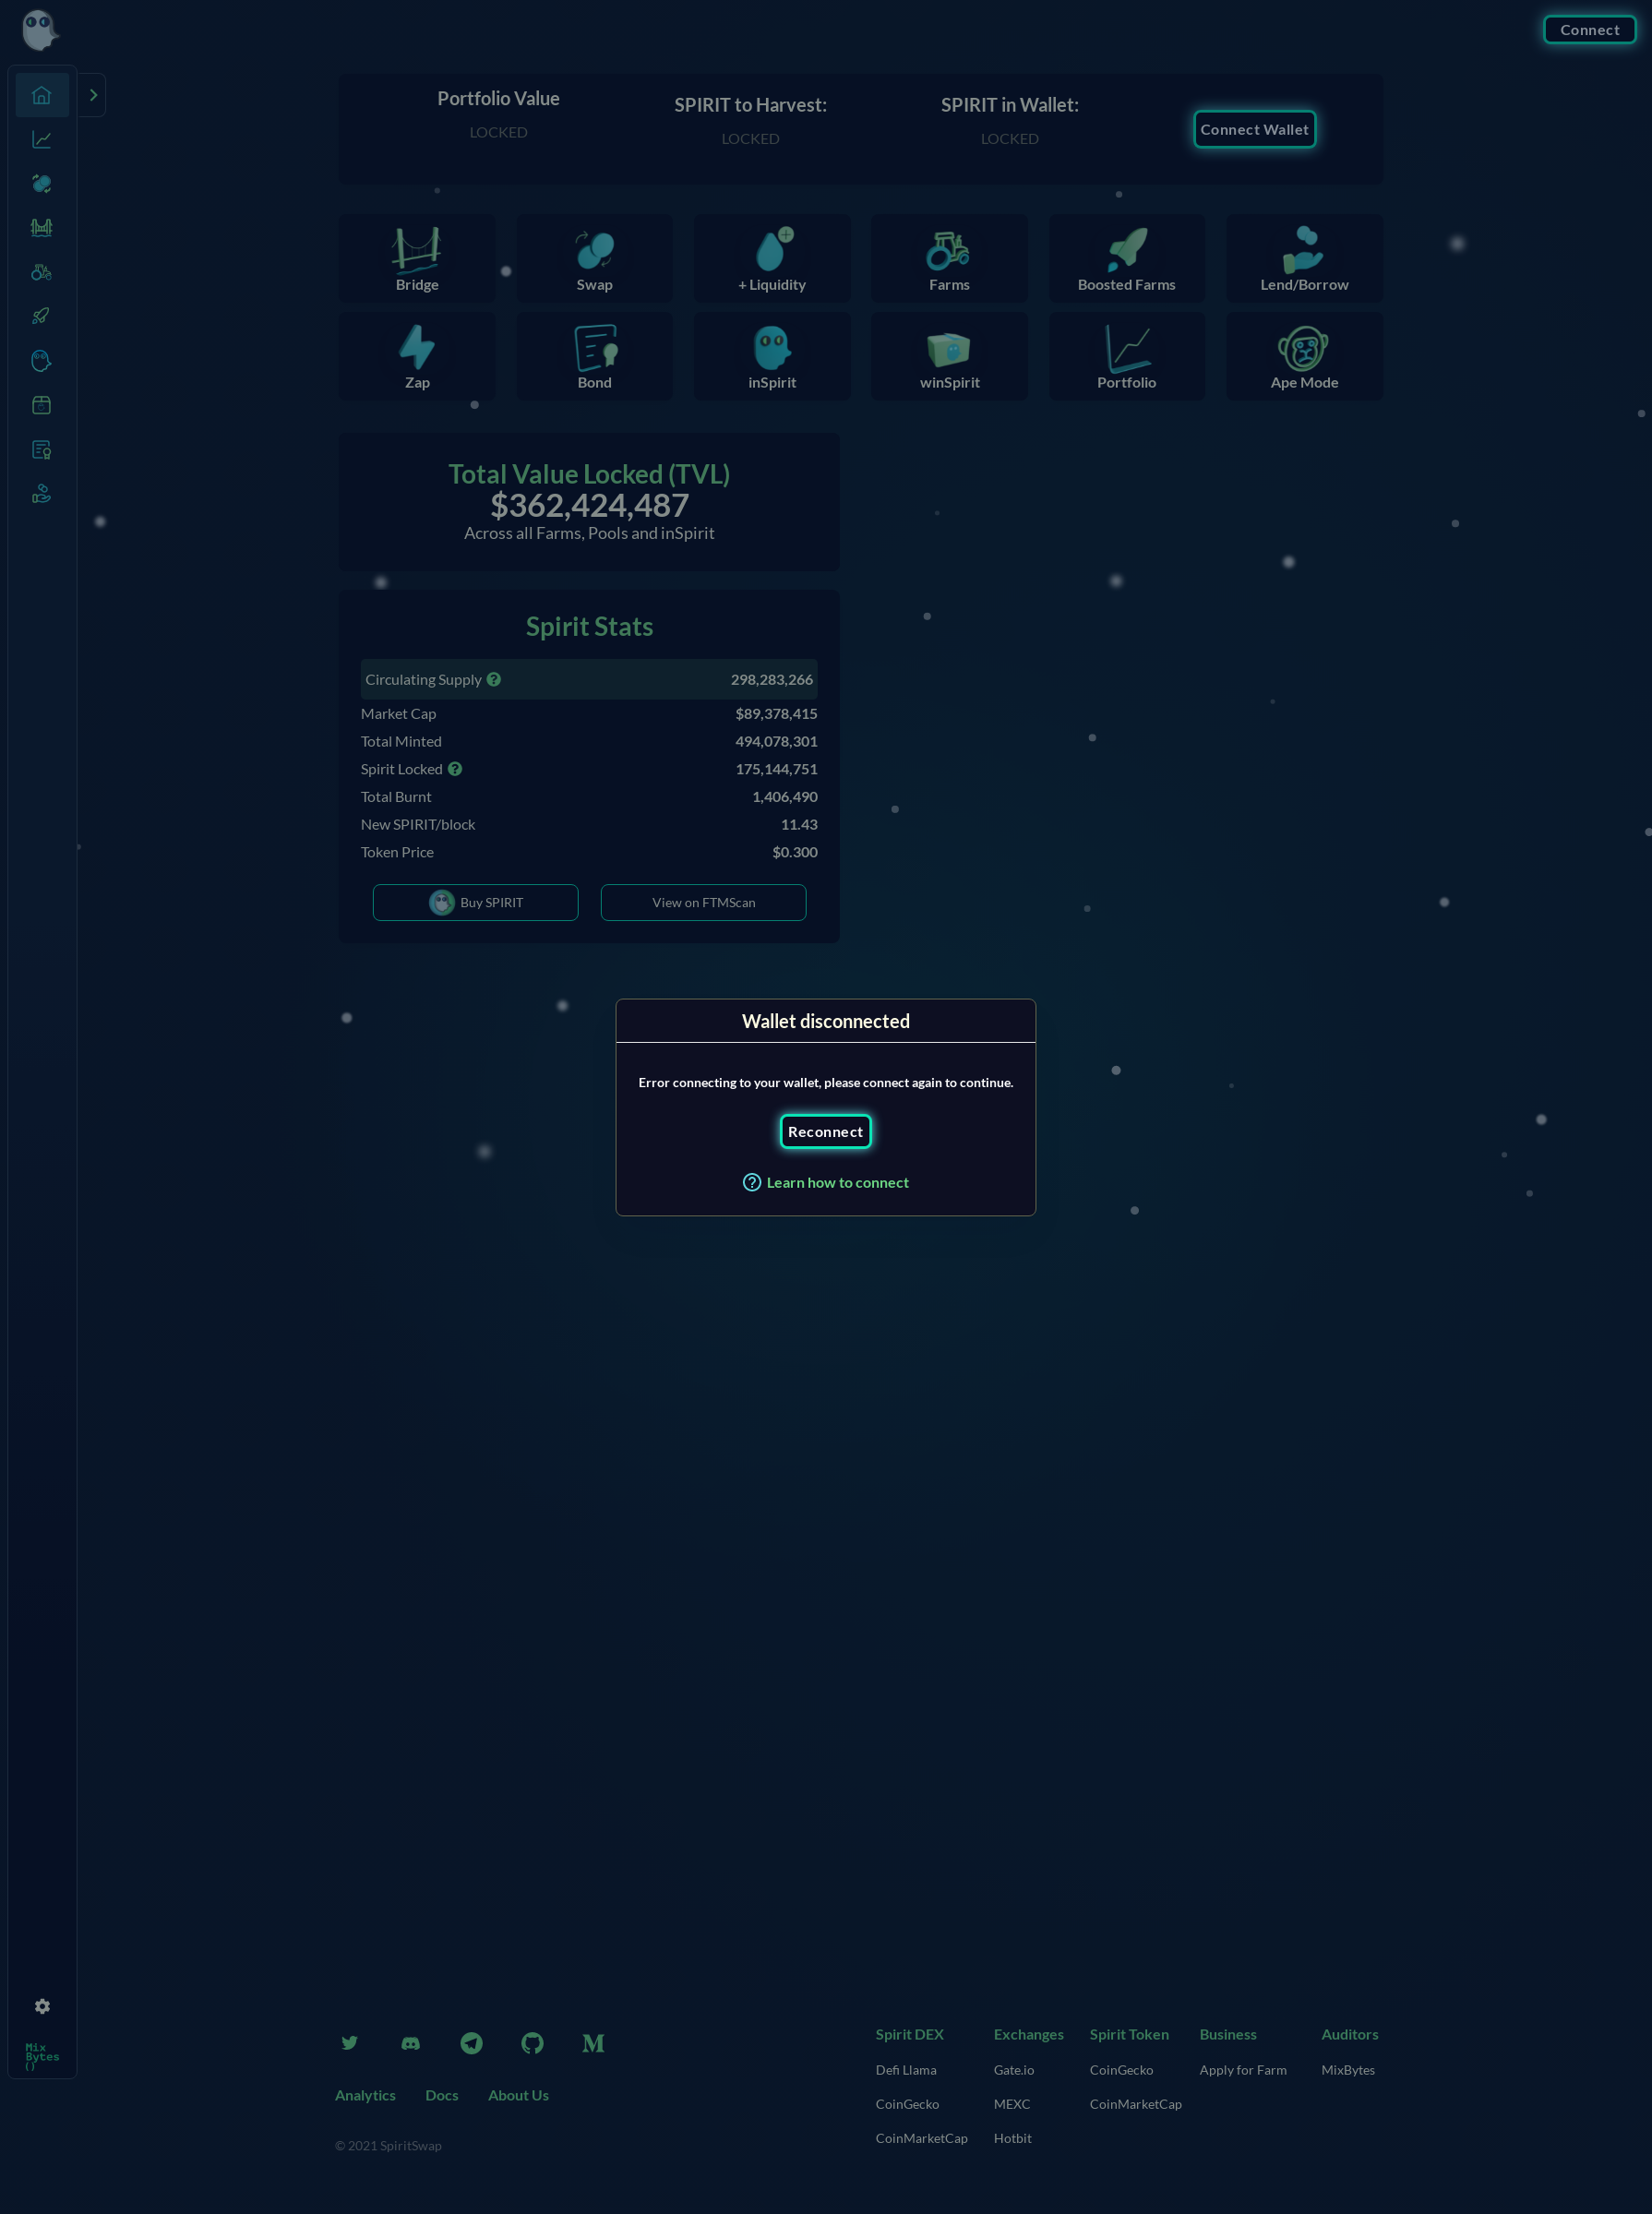 Connect
Portfolio Value
LOCKED
SPIRIT to Harvest:
LOCKED
SPIRIT in Wallet:
LOCKED
Connect Wallet
Bridge
Swap
+ Liquidity
Farms
Boosted Farms
Lend/Borrow
Zap
Bond
inSpirit
winSpirit
Portfolio
Ape Mode
Total Value Locked (TVL)
$362,424,487
Across all Farms, Pools and inSpirit
Spirit Stats
Circulating Supply 298,283,266
Market Cap $89,378,415
Total Minted 494,078,301
Spirit Locked 175,144,751
Total Burnt 1,406,490
New SPIRIT/block 11.43
Token Price $0.300
Buy SPIRIT
View on FTMScan
Wallet disconnected
Error connecting to your wallet, please connect again to continue.
Reconnect
Learn how to connect
Mix
Bytes
()
Analytics
Docs
About Us
© 2021 SpiritSwap
Spirit DEX
Defi Llama
CoinGecko
CoinMarketCap
Exchanges
Gate.io
MEXC
Hotbit
Spirit Token
CoinGecko
CoinMarketCap
Business
Apply for Farm
Auditors
MixBytes